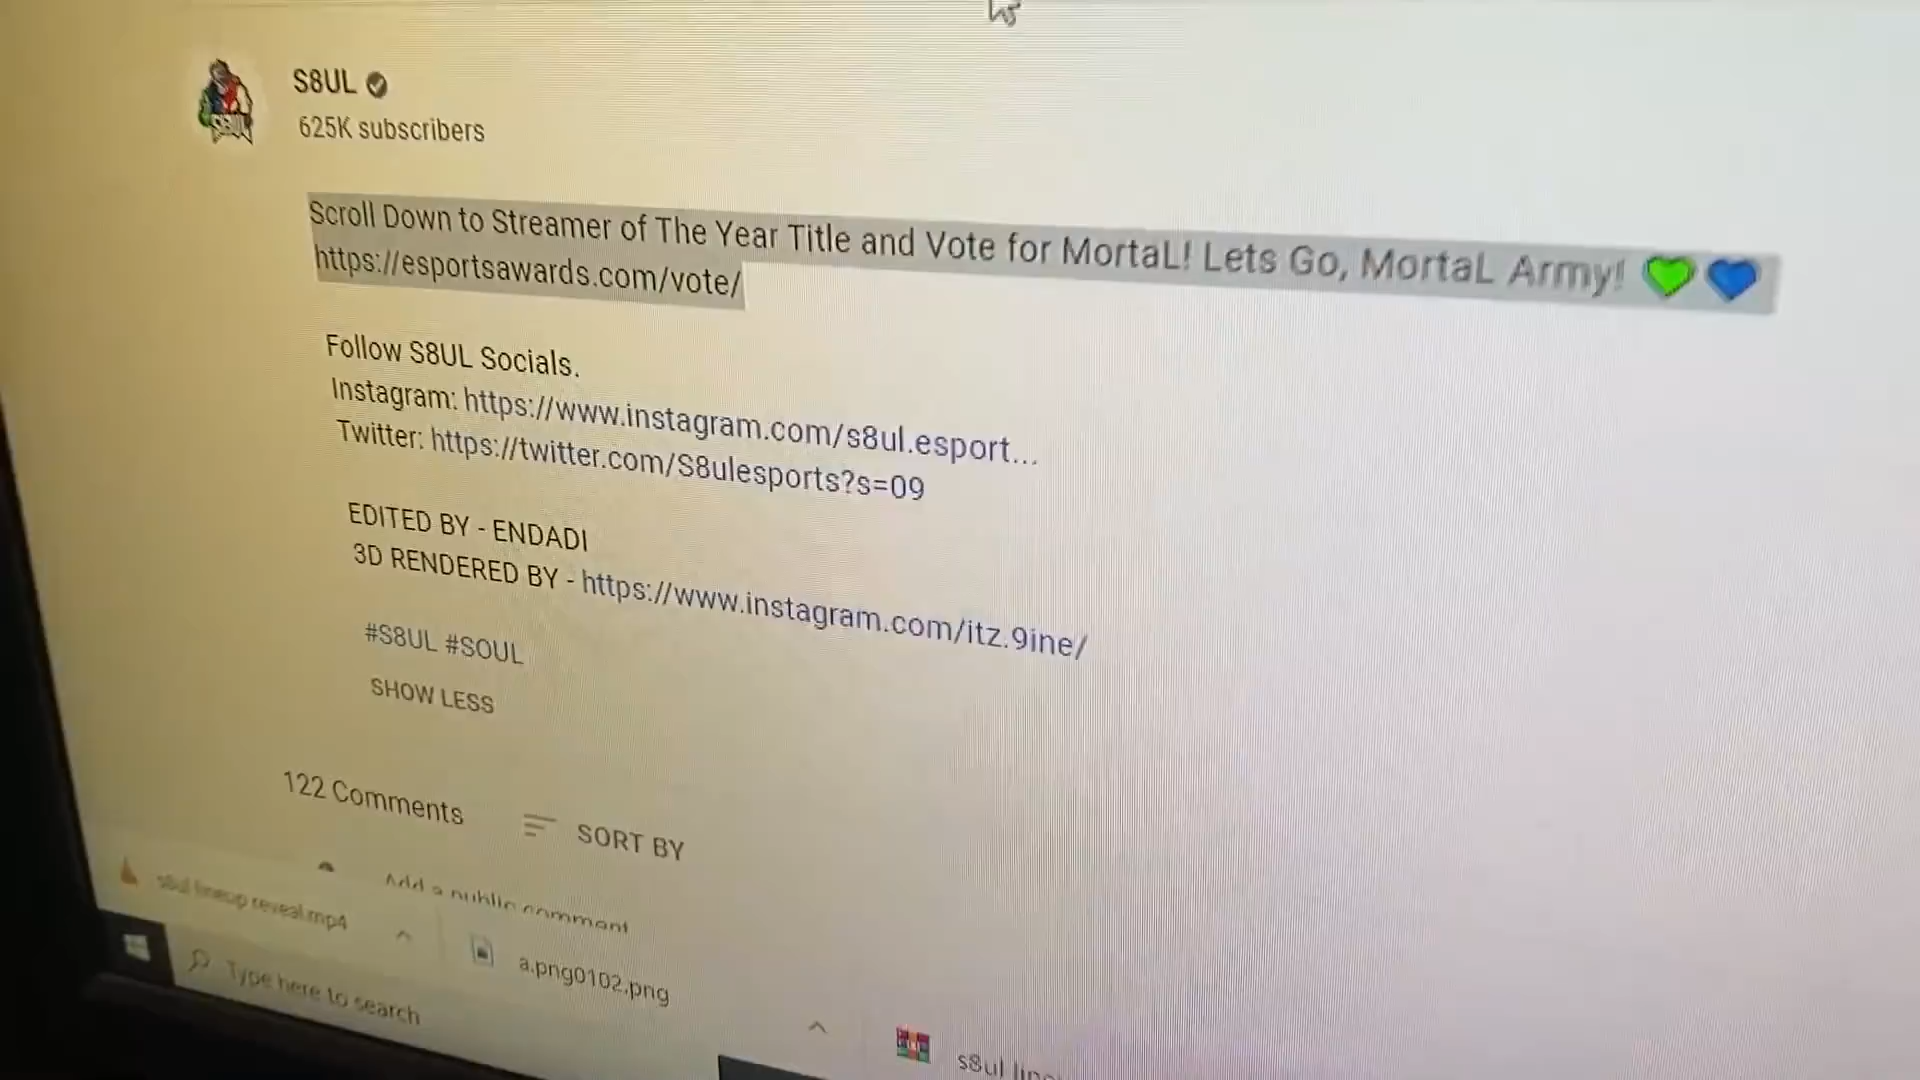 S8UL
625K subscribers
Scroll Down to Streamer of The Year Title and Vote for MortaL! Lets Go, MortaL Army! 💚💙
https://esportsawards.com/vote/
Follow S8UL Socials.
Instagram: https://www.instagram.com/s8ul.esport...
Twitter: https://twitter.com/S8ulesports?s=09
EDITED BY - ENDADI
3D RENDERED BY - https://www.instagram.com/itz.9ine/
#S8UL #SOUL
SHOW LESS
122 Comments
SORT BY
Add a public comment
s8ul lineup reveal.mp4
a.png0102.png
s8ul
Type here to search